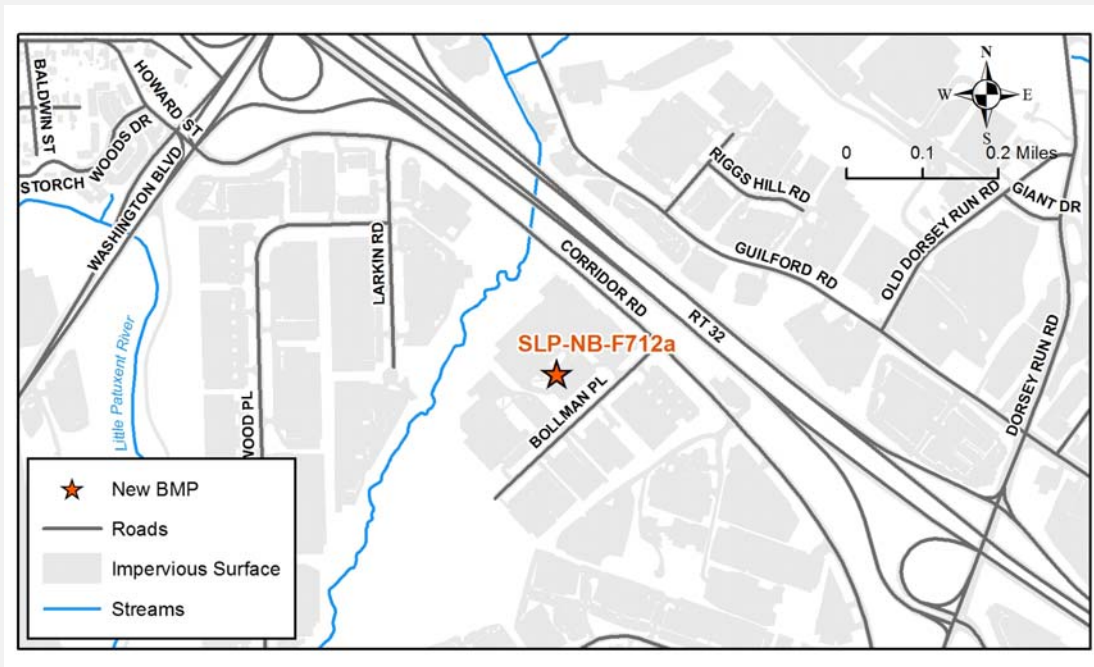 BALDWIN ST
HOWARD ST
STORCH WOODS DR
WASHINGTON BLVD
Little Patuxent River
LARKIN RD
WOOD PL
CORRIDOR RD
RT 32
SLP-NB-F712a
BOLLMAN PL
RIGGS HILL RD
GUILFORD RD
OLD DORSEY RUN RD
GIANT DR
DORSEY RUN RD
N
W E
S
0 0.1 0.2 Miles
New BMP
Roads
Impervious Surface
Streams